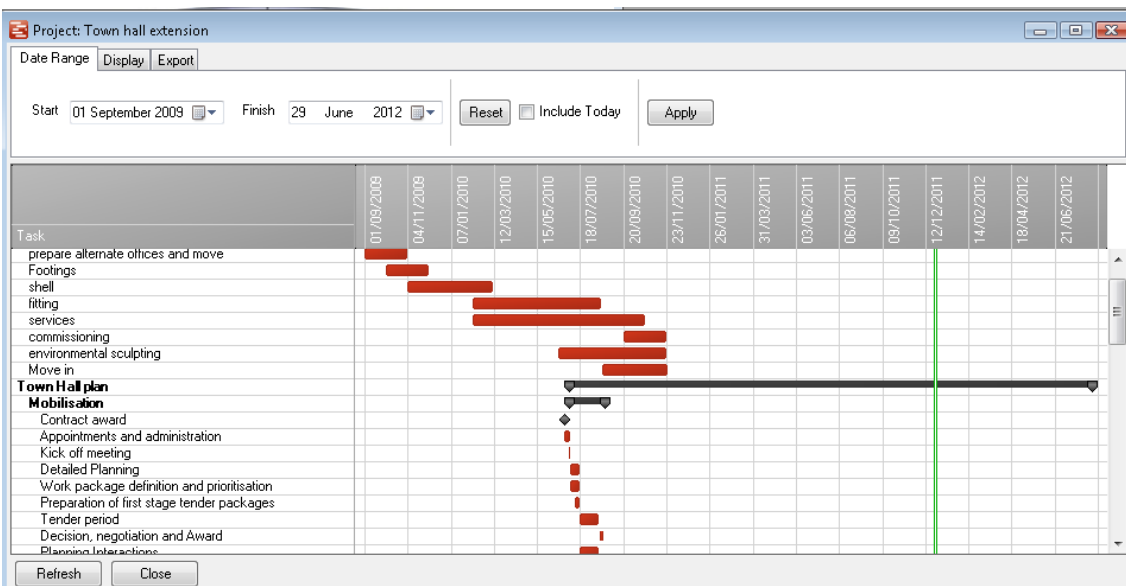 Project: Town hall extension
Date Range Display Export
Start 01 September 2009 Finish 29 June 2012 Reset Include Today Apply
Task 01/09/2009 04/11/2009 07/01/2010 12/03/2010 15/05/2010 18/07/2010 20/09/2010 23/11/2010 26/01/2011 31/03/2011 03/06/2011 06/08/2011 09/10/2011 12/12/2011 14/02/2012 18/04/2012 21/06/2012
prepare alternate offices and move
Footings
shell
fitting
services
commissioning
environmental sculpting
Move in
Town Hall plan
Mobilisation
Contract award
Appointments and administration
Kick off meeting
Detailed Planning
Work package definition and prioritisation
Preparation of first stage tender packages
Tender period
Decision, negotiation and Award
Planning Interactions
Refresh Close